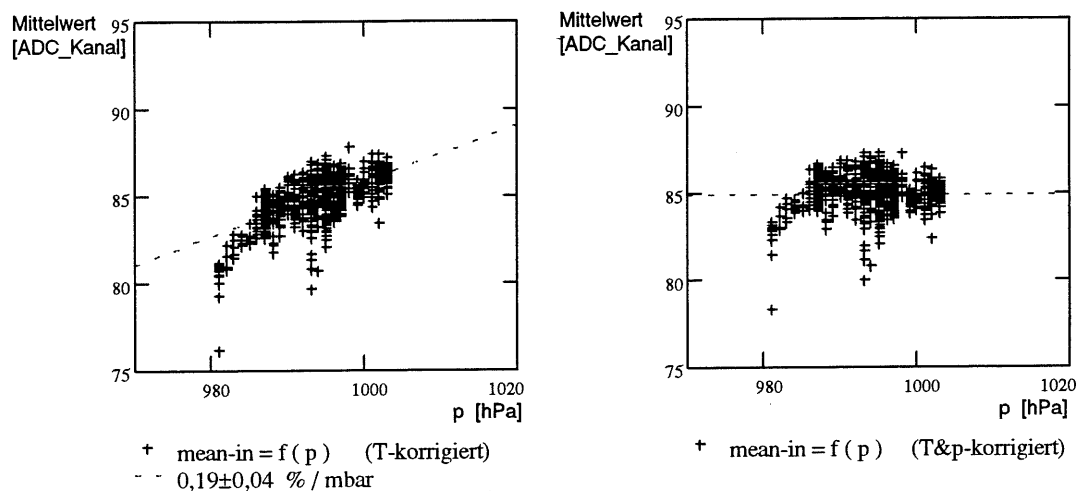 Mittelwert
[ADC_Kanal]
95
90
85
80
75
980
1000
1020
p [hPa]
+ mean-in = f ( p ) (T-korrigiert)
- - 0,19±0,04 % / mbar
Mittelwert
[ADC_Kanal]
95
90
85
80
75
980
1000
1020
p [hPa]
+ mean-in = f ( p ) (T&p-korrigiert)